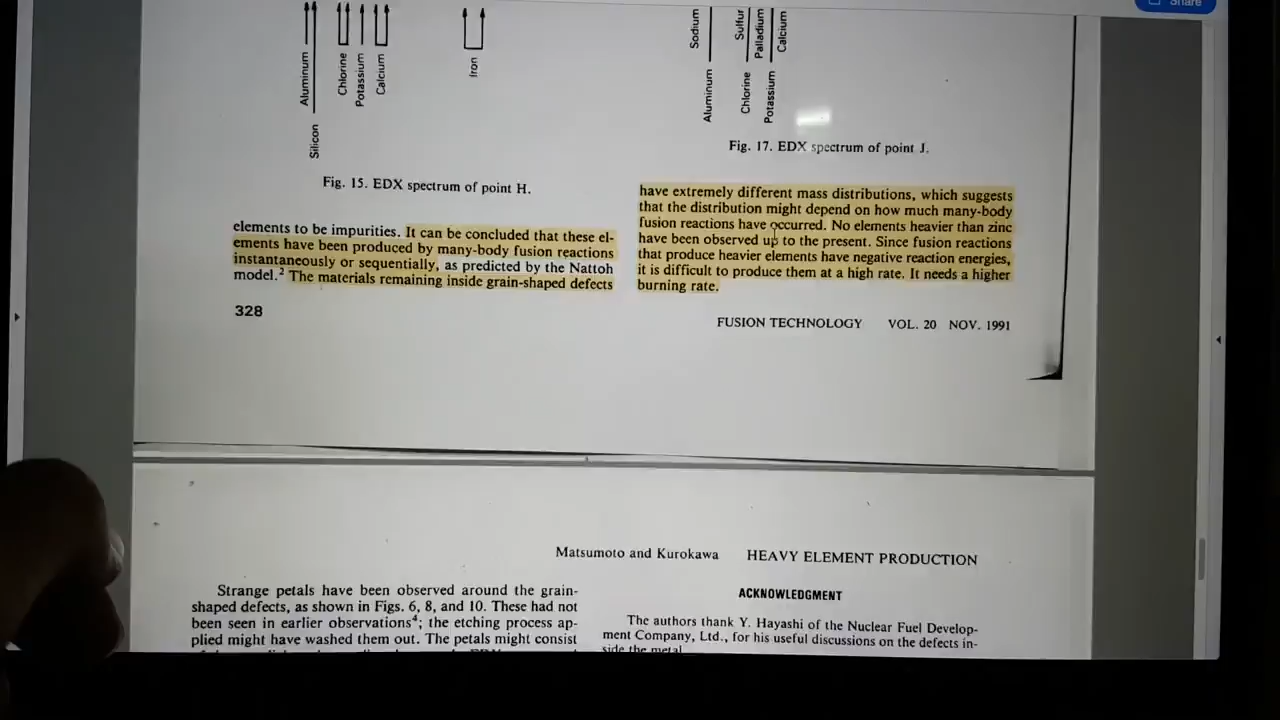 Share
Aluminum
Silicon
Chlorine
Potassium
Calcium
Iron
Fig. 15. EDX spectrum of point H.
elements to be impurities. It can be concluded that these el-
ements have been produced by many-body fusion reactions
instantaneously or sequentially, as predicted by the Nattoh
model.² The materials remaining inside grain-shaped defects
328
Sodium
Aluminum
Sulfur
Chlorine
Palladium
Potassium
Calcium
Fig. 17. EDX spectrum of point J.
have extremely different mass distributions, which suggests
that the distribution might depend on how much many-body
fusion reactions have occurred. No elements heavier than zinc
have been observed up to the present. Since fusion reactions
that produce heavier elements have negative reaction energies,
it is difficult to produce them at a high rate. It needs a higher
burning rate.
FUSION TECHNOLOGY VOL. 20 NOV. 1991
Matsumoto and Kurokawa HEAVY ELEMENT PRODUCTION
Strange petals have been observed around the grain-
shaped defects, as shown in Figs. 6, 8, and 10. These had not
been seen in earlier observations⁴; the etching process ap-
plied might have washed them out. The petals might consist
ACKNOWLEDGMENT
The authors thank Y. Hayashi of the Nuclear Fuel Develop-
ment Company, Ltd., for his useful discussions on the defects in-
side the metal.